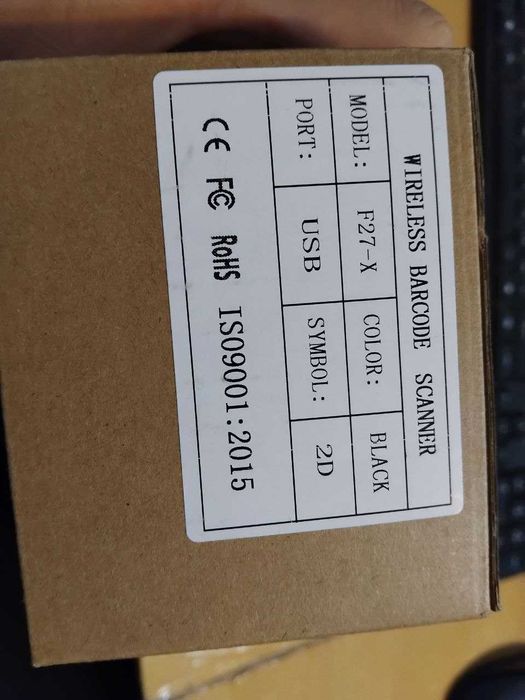 WIRELESS BARCODE SCANNER
MODEL: F27-X COLOR: BLACK
PORT: USB SYMBOL: 2D
CE FC RoHS ISO9001:2015